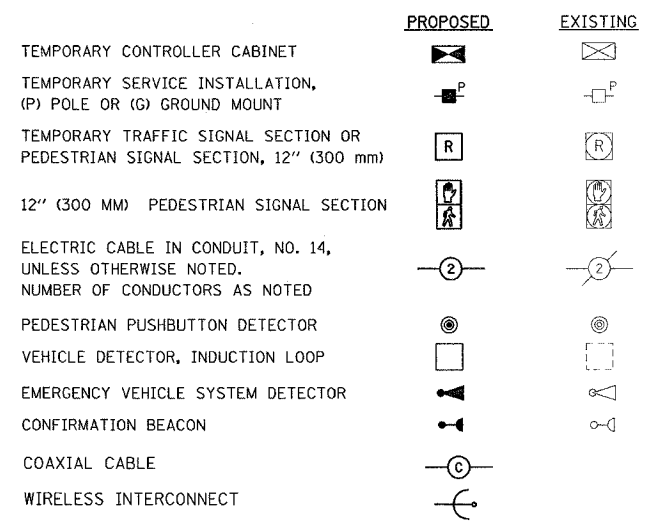 PROPOSED EXISTING
TEMPORARY CONTROLLER CABINET
TEMPORARY SERVICE INSTALLATION,
(P) POLE OR (G) GROUND MOUNT
P P
TEMPORARY TRAFFIC SIGNAL SECTION OR
PEDESTRIAN SIGNAL SECTION, 12″ (300 mm)
R R
12″ (300 MM) PEDESTRIAN SIGNAL SECTION
ELECTRIC CABLE IN CONDUIT, NO. 14,
UNLESS OTHERWISE NOTED.
NUMBER OF CONDUCTORS AS NOTED
2 2
PEDESTRIAN PUSHBUTTON DETECTOR
VEHICLE DETECTOR, INDUCTION LOOP
EMERGENCY VEHICLE SYSTEM DETECTOR
CONFIRMATION BEACON
COAXIAL CABLE C
WIRELESS INTERCONNECT